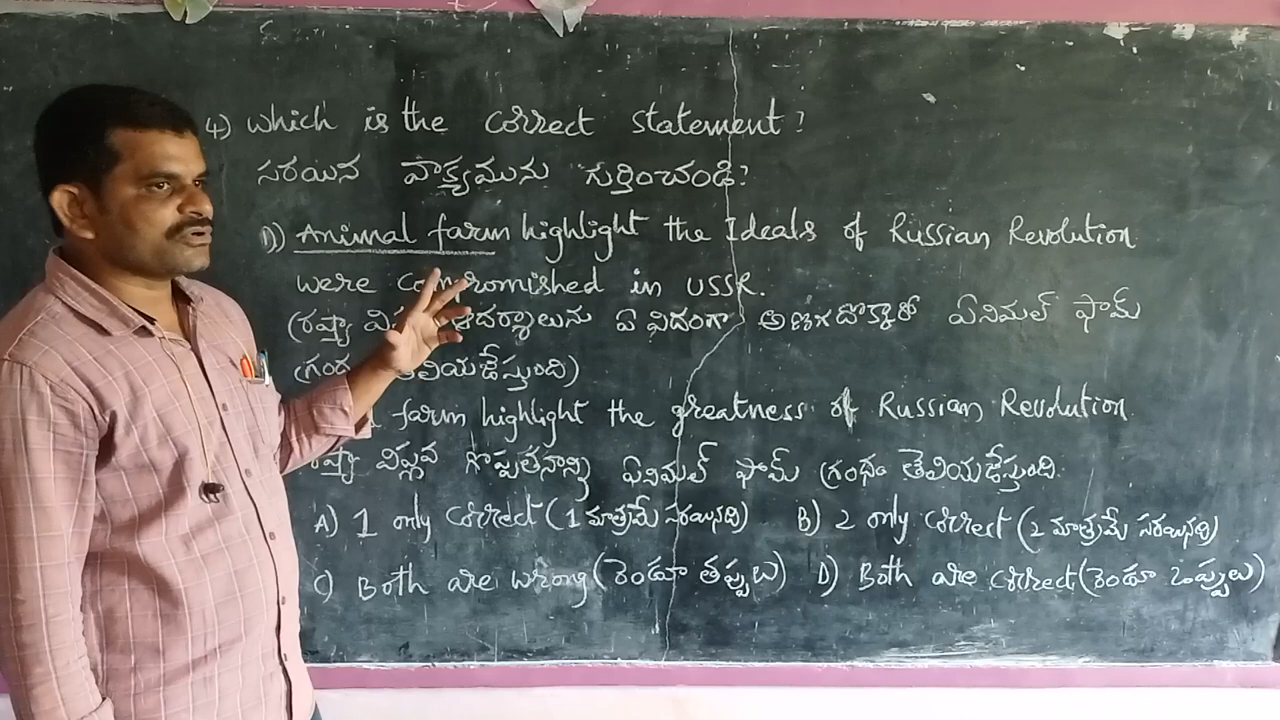 4) Which is the correct statement?
సరయిన వాక్యమును గుర్తించండి?
1) Animal farm highlight the Ideals of Russian Revolution
were compromished in USSR.
(రష్యా ఆదర్శాలును ఏ విదంగా అణగదొక్కారో ఏనిమల్ ఫామ్
తెలియజేస్తుంది)
farm highlight the greatness of Russian Revolution
రష్యా విప్లవ గొప్పతనాన్ని ఏనిమల్ ఫామ్ గ్రంథం తెలియజేస్తుంది.
A) 1 only correct (1 మాత్రమే సరయినది) B) 2 only correct (2 మాత్రమే సరయినది)
C) Both are wrong (రెండూ తప్పులు) D) Both are correct (రెండూ ఒప్పులు)